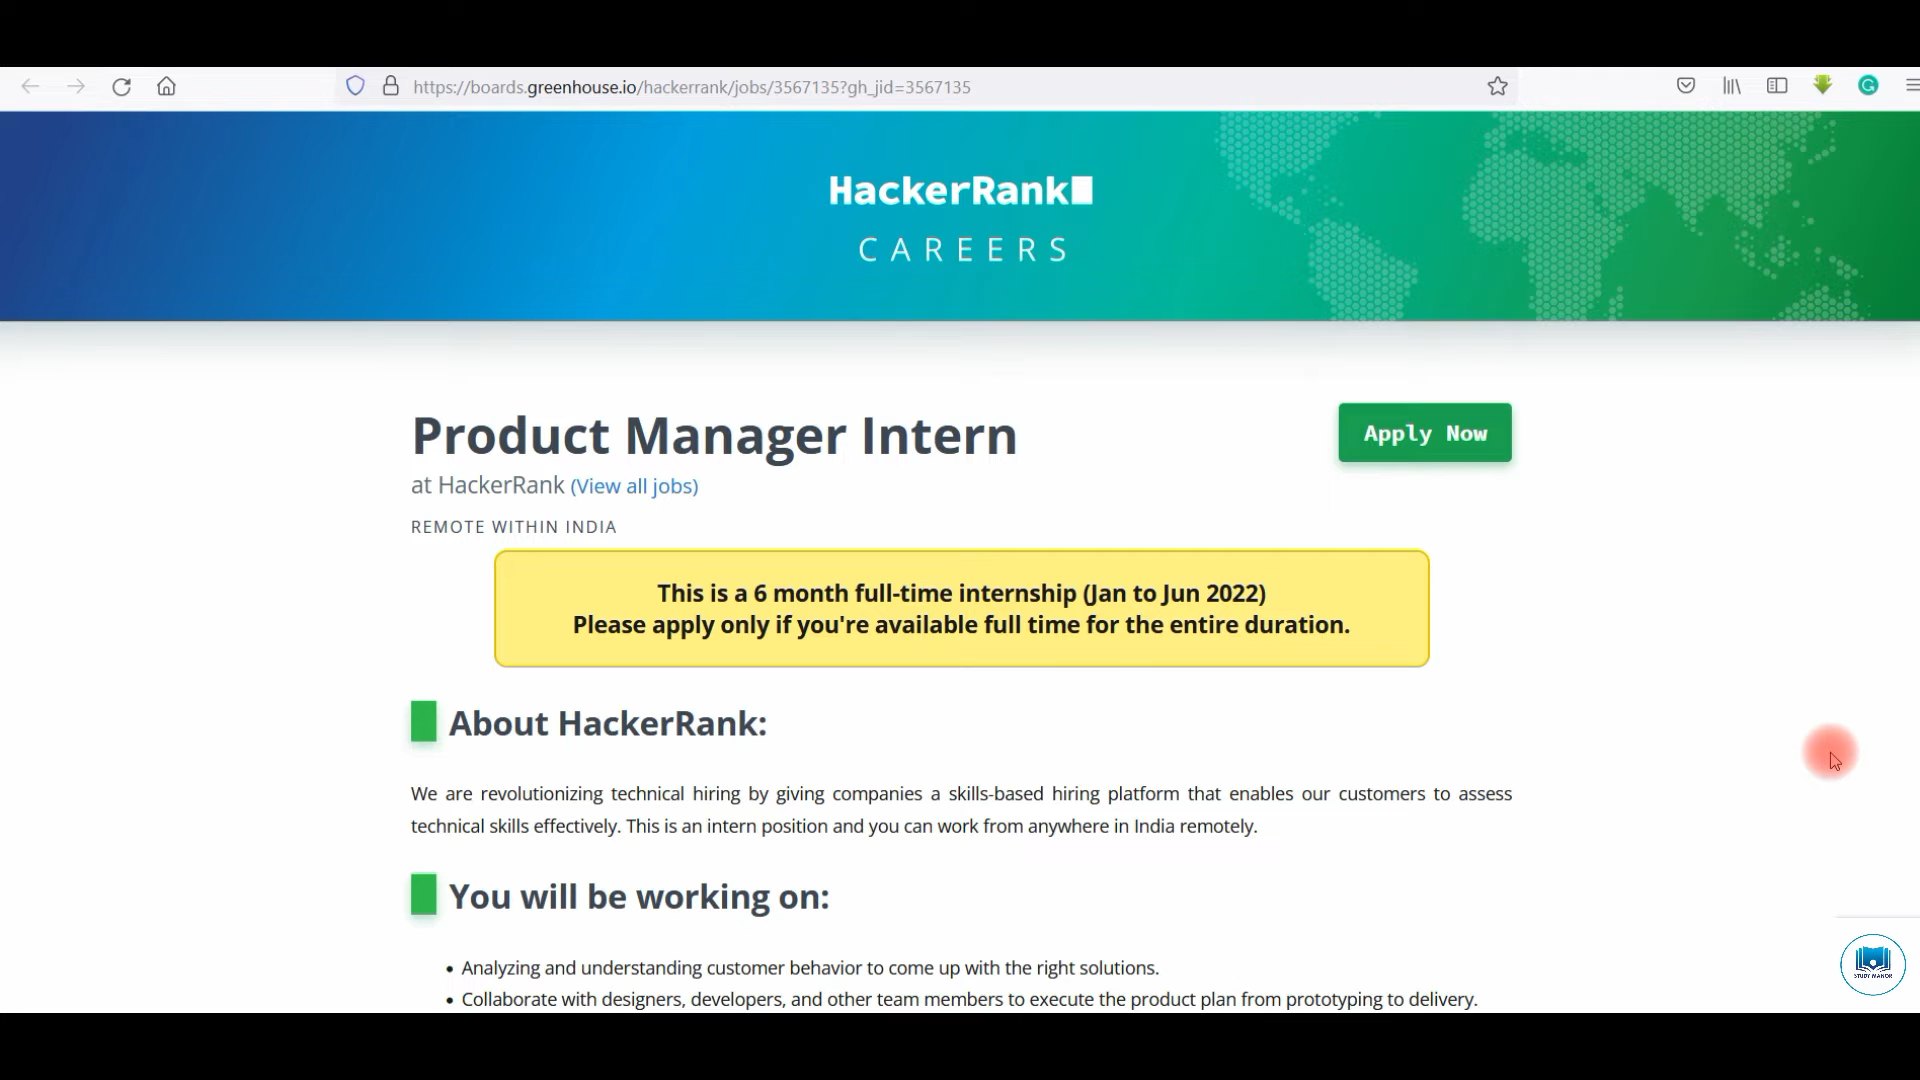 https://boards.greenhouse.io/hackerrank/jobs/3567135?gh_jid=3567135
HackerRank
CAREERS
Product Manager Intern
Apply Now
at HackerRank (View all jobs)
REMOTE WITHIN INDIA
This is a 6 month full-time internship (Jan to Jun 2022)
Please apply only if you're available full time for the entire duration.
About HackerRank:
We are revolutionizing technical hiring by giving companies a skills-based hiring platform that enables our customers to assess
technical skills effectively. This is an intern position and you can work from anywhere in India remotely.
You will be working on:
• Analyzing and understanding customer behavior to come up with the right solutions.
• Collaborate with designers, developers, and other team members to execute the product plan from prototyping to delivery.
STUDY MANOR